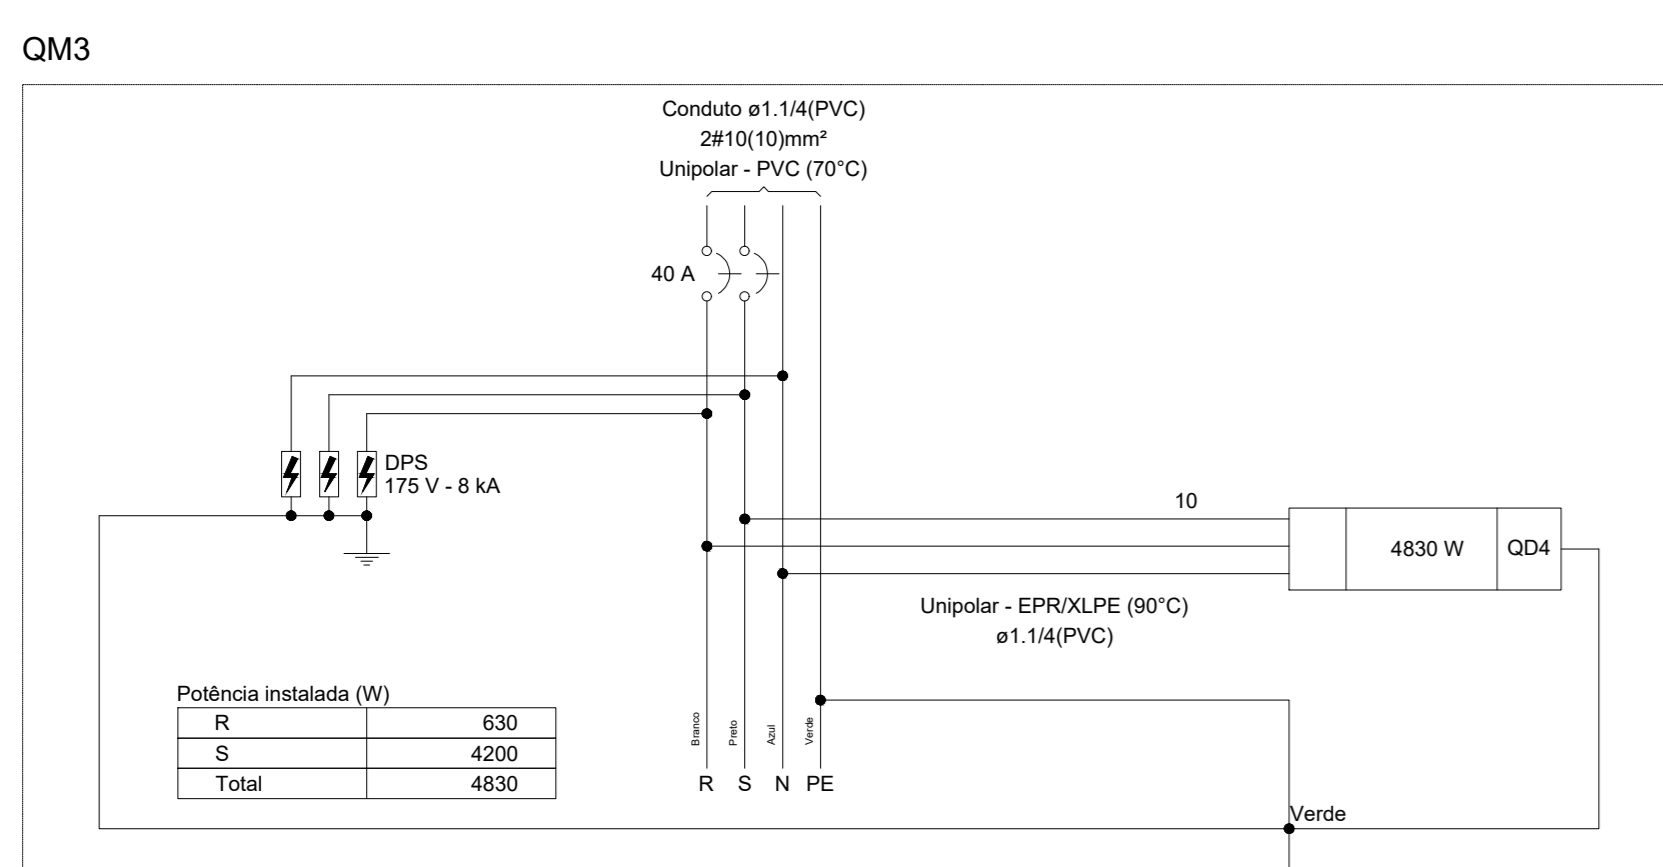 QM3
Conduto ø1.1/4(PVC)
2#10(10)mm²
Unipolar - PVC (70°C)
40 A
DPS
175 V - 8 kA
10
4830 W
QD4
Unipolar - EPR/XLPE (90°C)
ø1.1/4(PVC)
Potência instalada (W)
R 630
S 4200
Total 4830
Branco
Preto
Azul
Verde
R S N PE
Verde